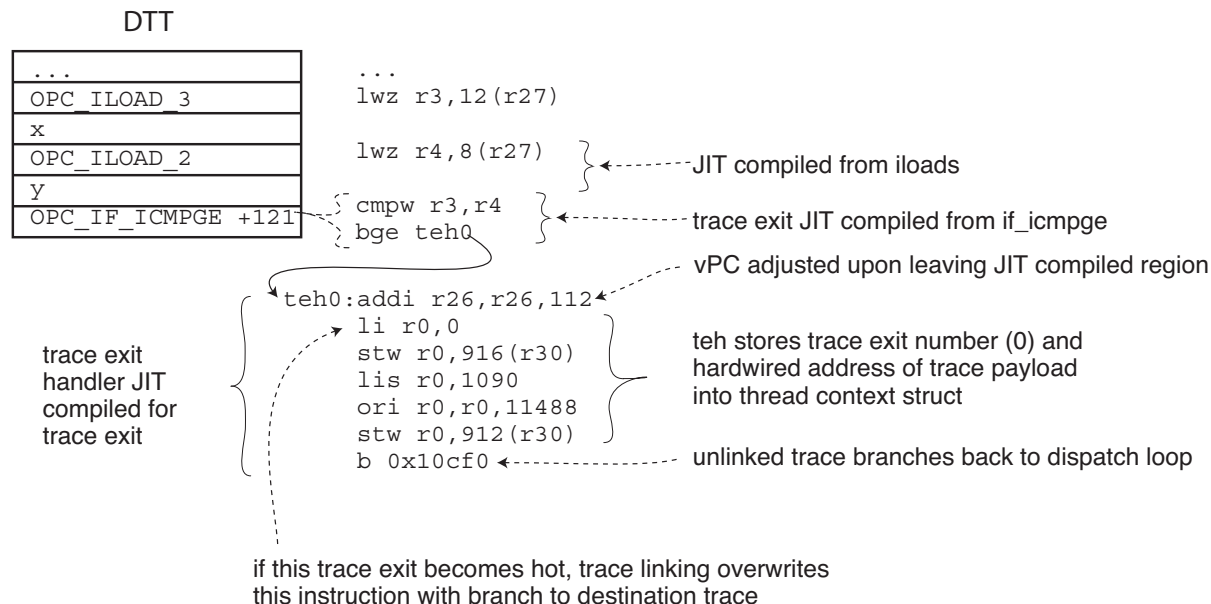 DTT
...
OPC_ILOAD_3
x
OPC_ILOAD_2
y
OPC_IF_ICMPGE +121
...
lwz r3,12(r27)
lwz r4,8(r27)
cmpw r3,r4
bge teh0
JIT compiled from iloads
trace exit JIT compiled from if_icmpge
vPC adjusted upon leaving JIT compiled region
teh0:addi r26,r26,112
li r0,0
stw r0,916(r30)
lis r0,1090
ori r0,r0,11488
stw r0,912(r30)
b 0x10cf0
trace exit
handler JIT
compiled for
trace exit
teh stores trace exit number (0) and
hardwired address of trace payload
into thread context struct
unlinked trace branches back to dispatch loop
if this trace exit becomes hot, trace linking overwrites
this instruction with branch to destination trace